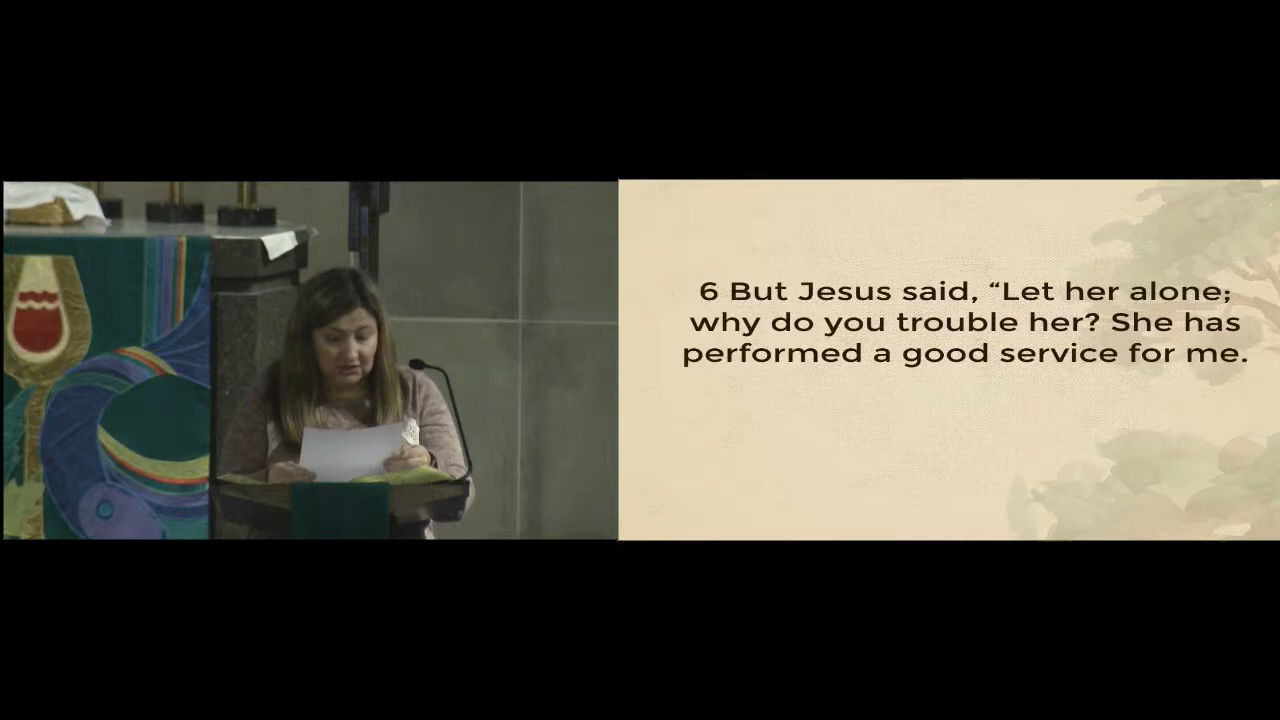 6 But Jesus said, “Let her alone;
why do you trouble her? She has
performed a good service for me.